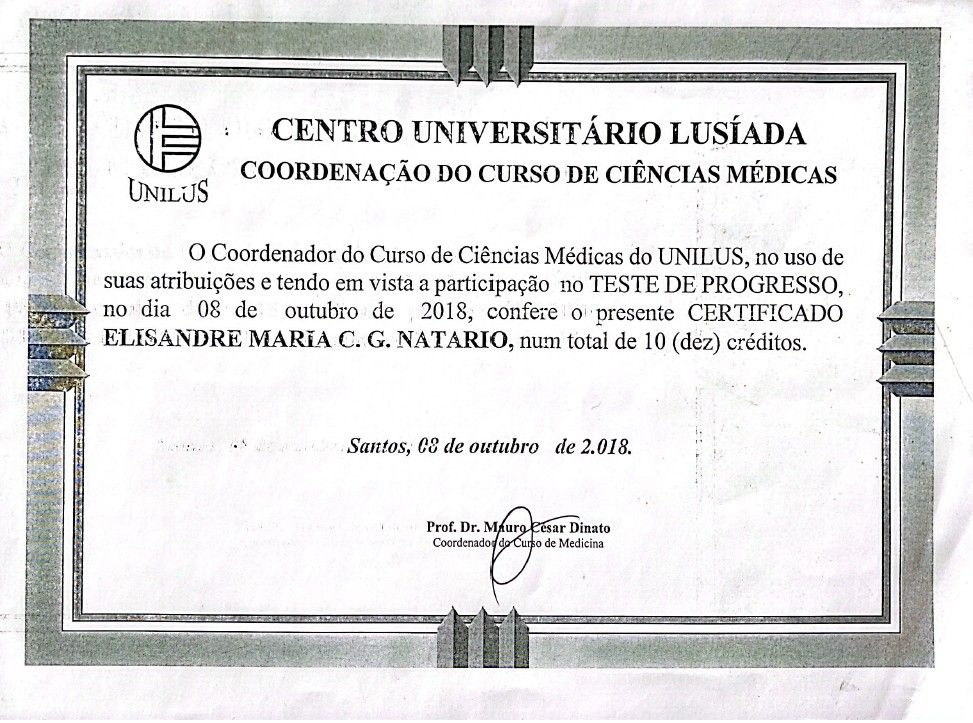 CENTRO UNIVERSITÁRIO LUSÍADA
COORDENAÇÃO DO CURSO DE CIÊNCIAS MÉDICAS
UNILUS
O Coordenador do Curso de Ciências Médicas do UNILUS, no uso de
suas atribuições e tendo em vista a participação no TESTE DE PROGRESSO,
no dia 08 de outubro de 2018, confere o presente CERTIFICADO
ELISANDRE MARIA C. G. NATARIO, num total de 10 (dez) créditos.
Santos, 08 de outubro de 2.018.
Prof. Dr. Mauro César Dinato
Coordenador do Curso de Medicina